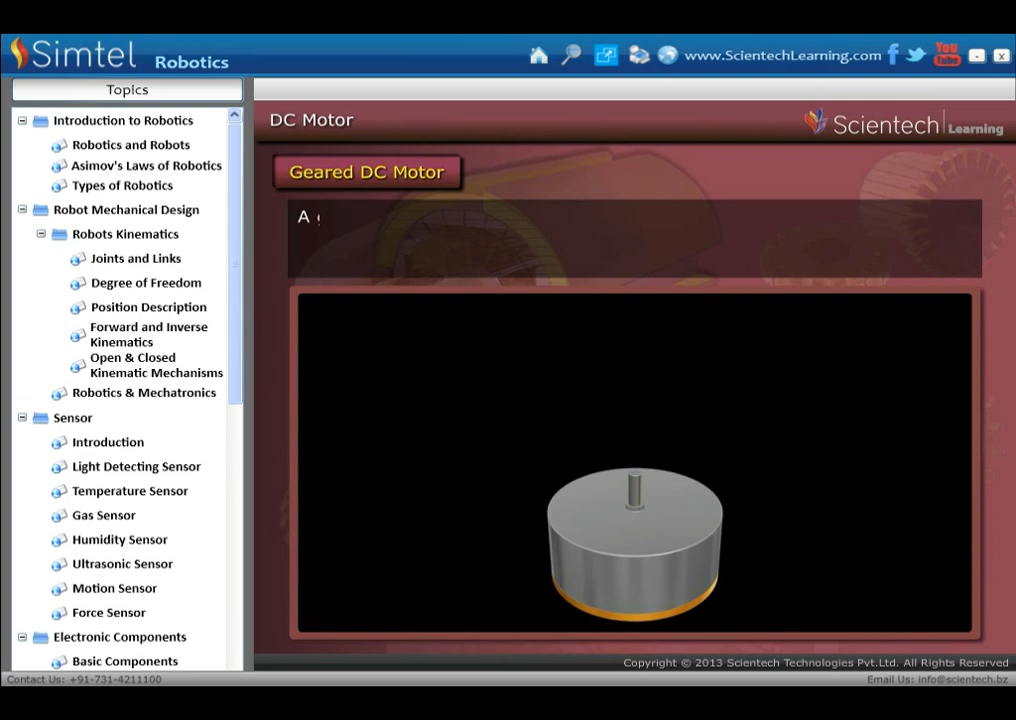 Simtel Robotics
www.ScientechLearning.com
You
Tube
- x
Topics
Introduction to Robotics
Robotics and Robots
Asimov's Laws of Robotics
Types of Robotics
Robot Mechanical Design
Robots Kinematics
Joints and Links
Degree of Freedom
Position Description
Forward and Inverse
Kinematics
Open & Closed
Kinematic Mechanisms
Robotics & Mechatronics
Sensor
Introduction
Light Detecting Sensor
Temperature Sensor
Gas Sensor
Humidity Sensor
Ultrasonic Sensor
Motion Sensor
Force Sensor
Electronic Components
Basic Components
DC Motor
Scientech Learning
Geared DC Motor
A
Copyright © 2013 Scientech Technologies Pvt.Ltd. All Rights Reserved
Contact Us: +91-731-4211100
Email Us: info@scientech.bz